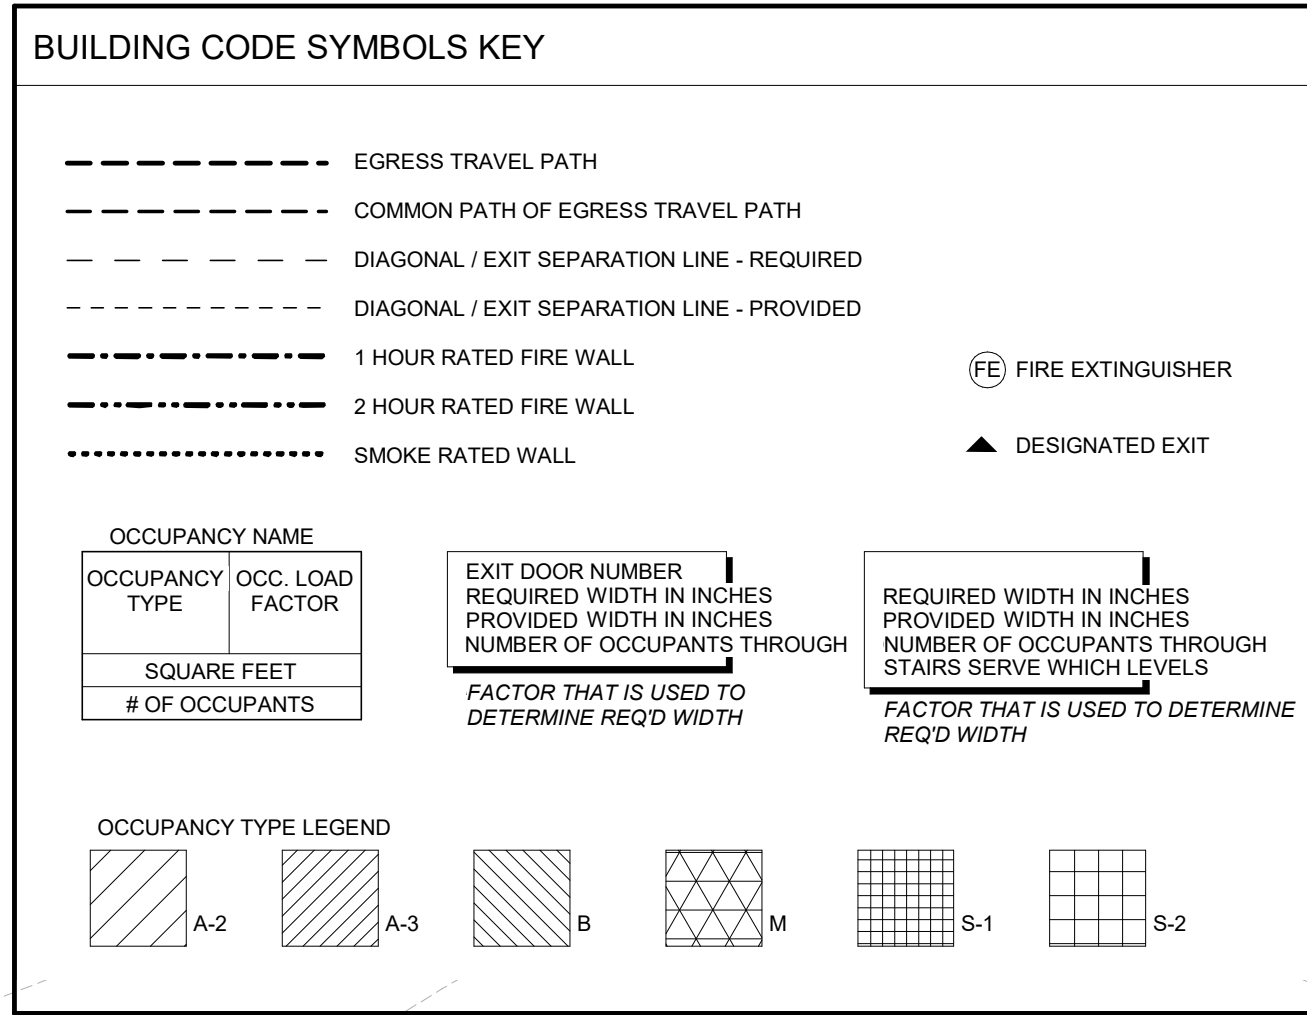 BUILDING CODE SYMBOLS KEY
EGRESS TRAVEL PATH
COMMON PATH OF EGRESS TRAVEL PATH
DIAGONAL / EXIT SEPARATION LINE - REQUIRED
DIAGONAL / EXIT SEPARATION LINE - PROVIDED
1 HOUR RATED FIRE WALL
2 HOUR RATED FIRE WALL
SMOKE RATED WALL
FE FIRE EXTINGUISHER
DESIGNATED EXIT
OCCUPANCY NAME
OCCUPANCY
TYPE
OCC. LOAD
FACTOR
SQUARE FEET
# OF OCCUPANTS
EXIT DOOR NUMBER
REQUIRED WIDTH IN INCHES
PROVIDED WIDTH IN INCHES
NUMBER OF OCCUPANTS THROUGH
FACTOR THAT IS USED TO
DETERMINE REQ'D WIDTH
REQUIRED WIDTH IN INCHES
PROVIDED WIDTH IN INCHES
NUMBER OF OCCUPANTS THROUGH
STAIRS SERVE WHICH LEVELS
FACTOR THAT IS USED TO DETERMINE
REQ'D WIDTH
OCCUPANCY TYPE LEGEND
A-2
A-3
B
M
S-1
S-2